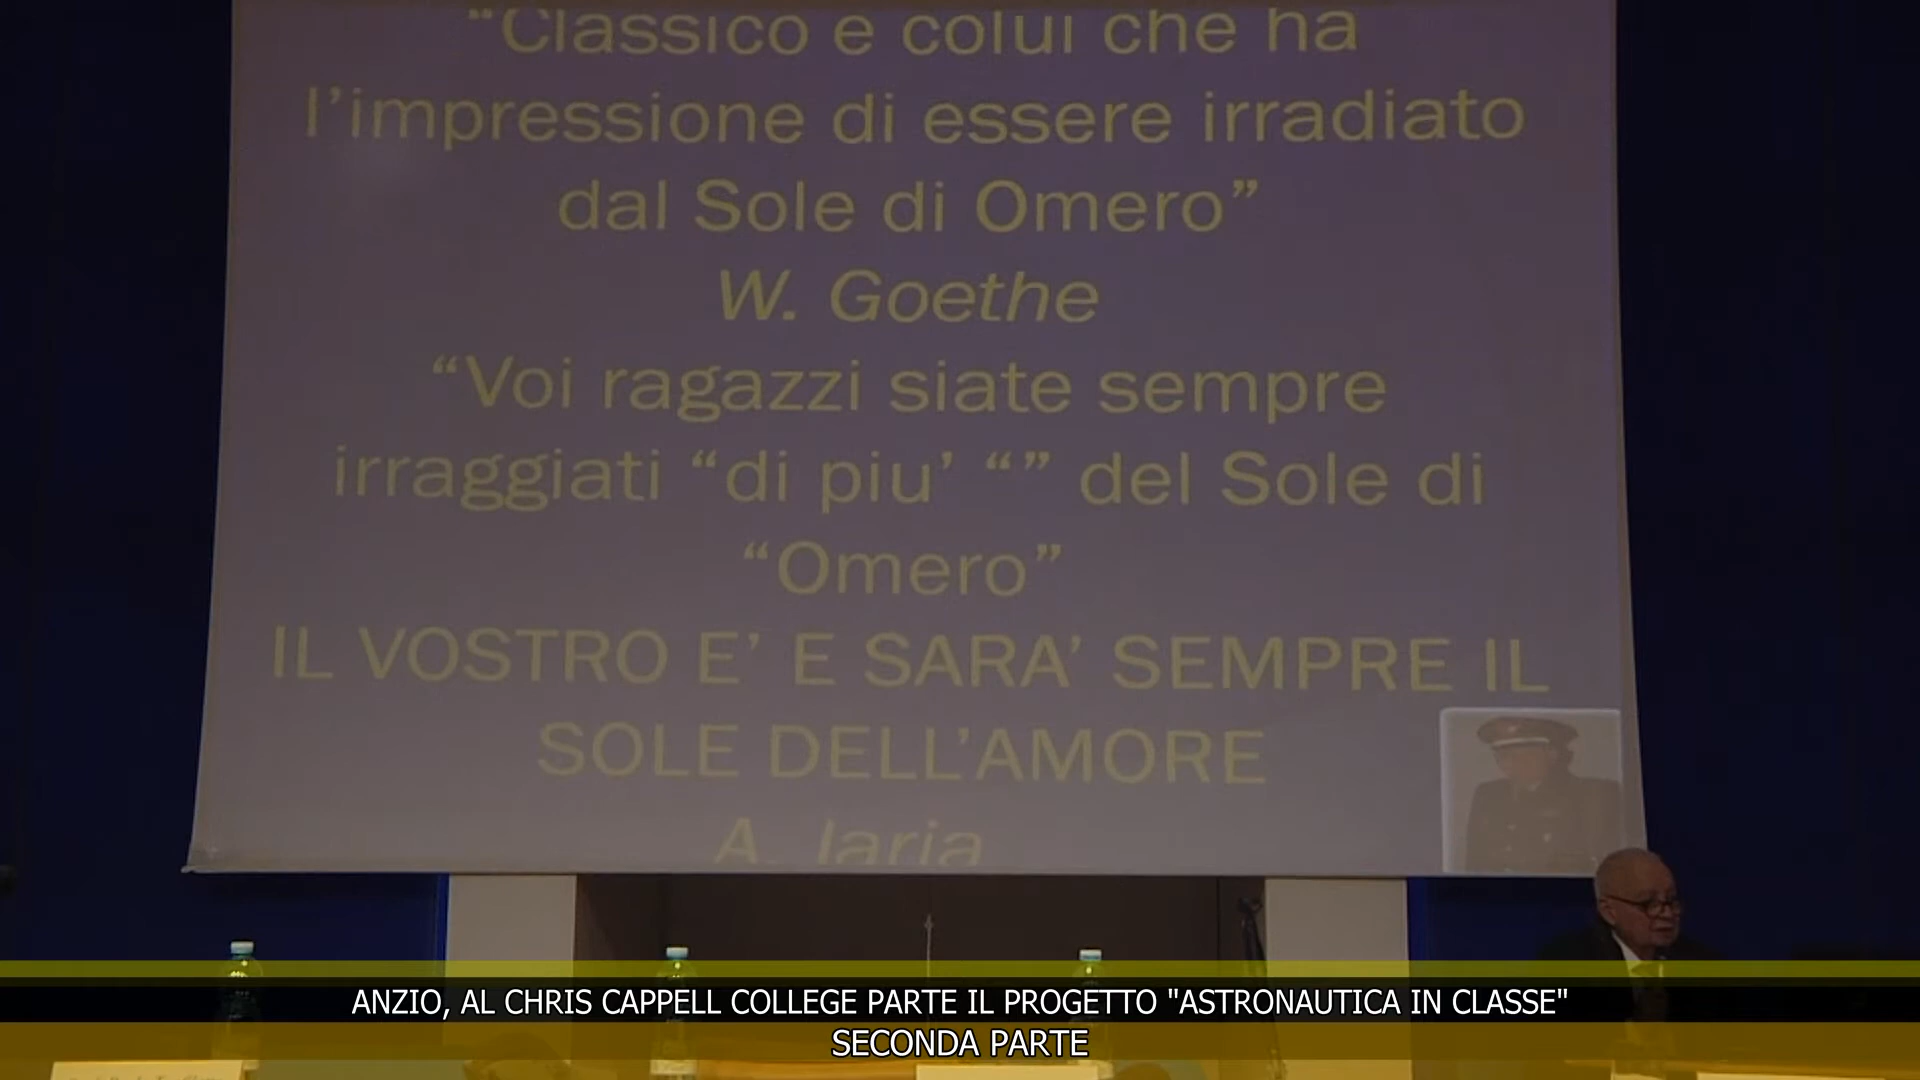 “Classico e colui che ha
l’impressione di essere irradiato
dal Sole di Omero”
W. Goethe
“Voi ragazzi siate sempre
irraggiati “di piu’ “” del Sole di
“Omero”
IL VOSTRO E’ E SARA’ SEMPRE IL
SOLE DELL’AMORE
A. Iaria
ANZIO, AL CHRIS CAPPELL COLLEGE PARTE IL PROGETTO "ASTRONAUTICA IN CLASSE"
SECONDA PARTE